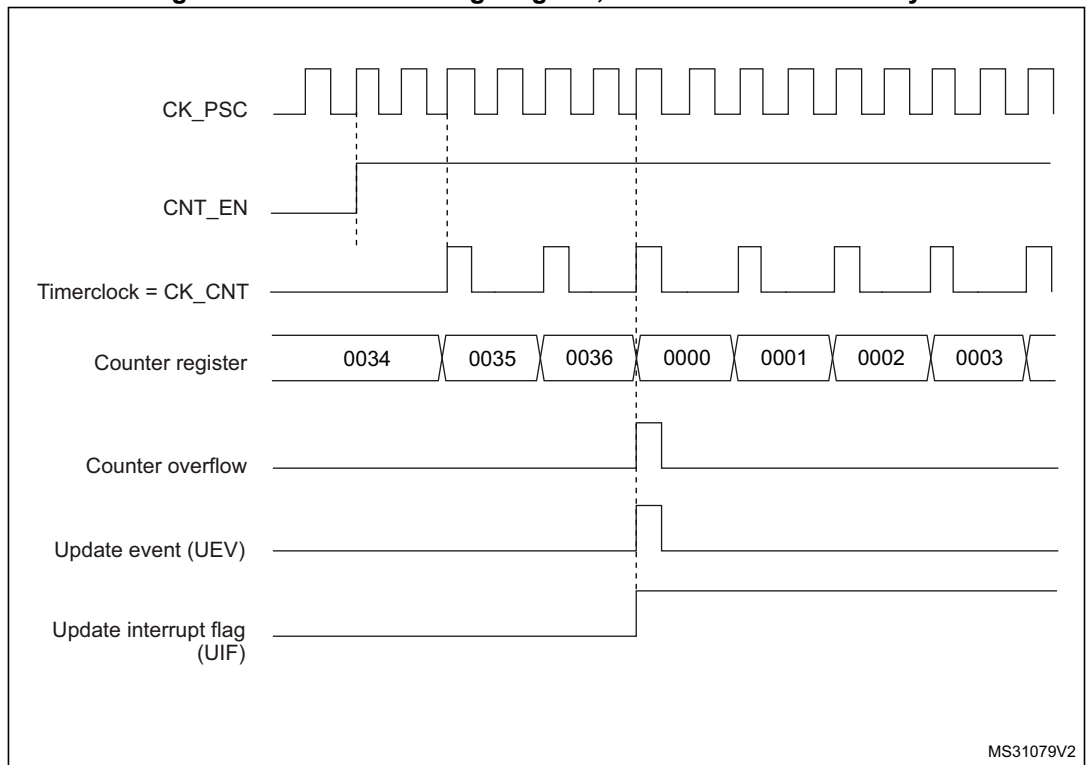 CK_PSC
CNT_EN
Timerclock = CK_CNT
Counter register
0034 0035 0036 0000 0001 0002 0003
Counter overflow
Update event (UEV)
Update interrupt flag
(UIF)
MS31079V2